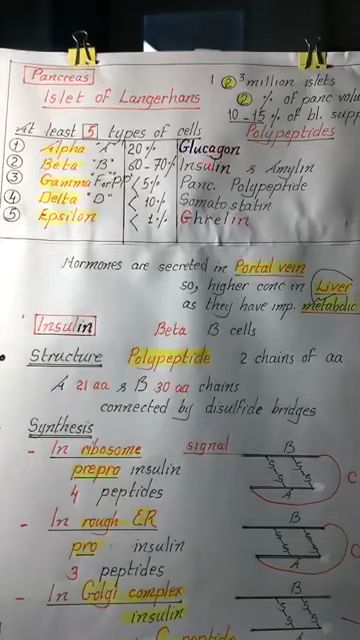 Pancreas
1 ② 3 million islets
Islet of Langerhans
② % of panc volu
10 - 15 % of bl. supp
At least 5 types of cells
Polypeptides
① Alpha "A" 20 % Glucagon
② Beta "B" 60 - 70 % Insulin & Amylin
③ Gamma "F or PP" < 5 % Panc. Polypeptide
④ Delta "D" < 10 % Somatostatin
⑤ Epsilon < 1 % Ghrelin
Hormones are secreted in Portal vein
so, higher conc in Liver
as they have imp. metabolic
Insulin Beta B cells
• Structure Polypeptide 2 chains of aa
A 21 aa & B 30 aa chains
connected by disulfide bridges
Synthesis
- In ribosome signal B
prepro insulin S S S S C
4 peptides A
- In rough ER B
pro insulin S S S S C
3 peptides A
- In Golgi complex B
insulin S S S S
C peptide A